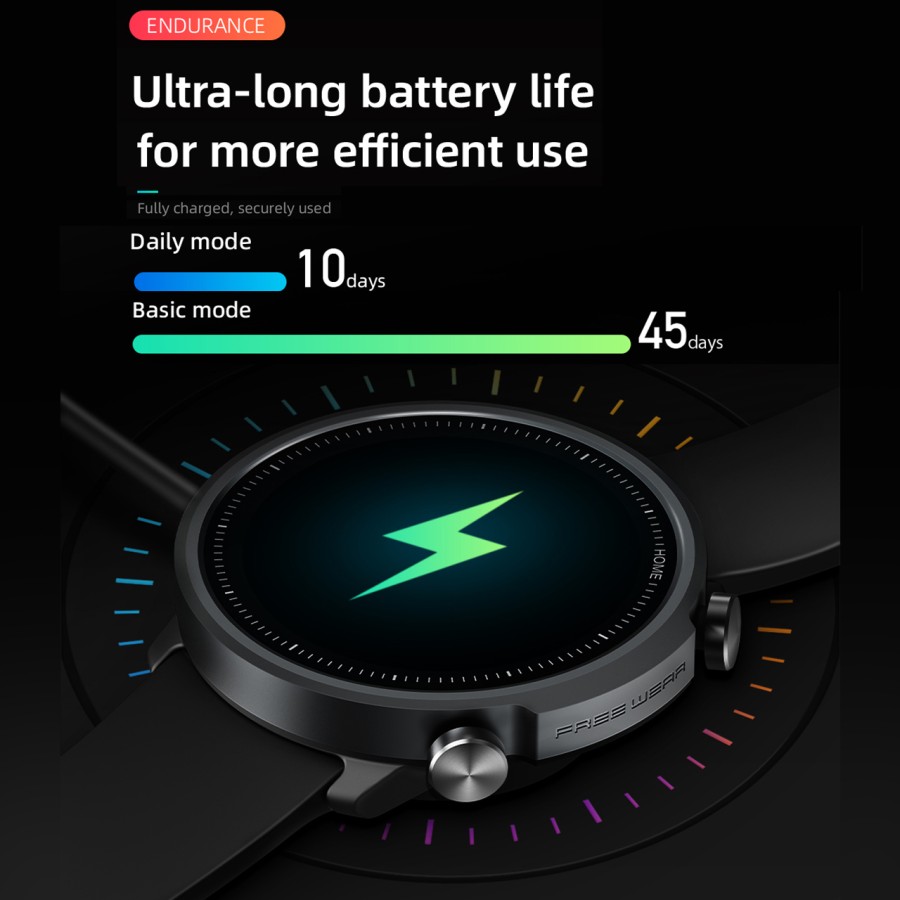 ENDURANCE
Ultra-long battery life
for more efficient use
Fully charged, securely used
Daily mode
10days
Basic mode
45days
HOME
FREE WEAR